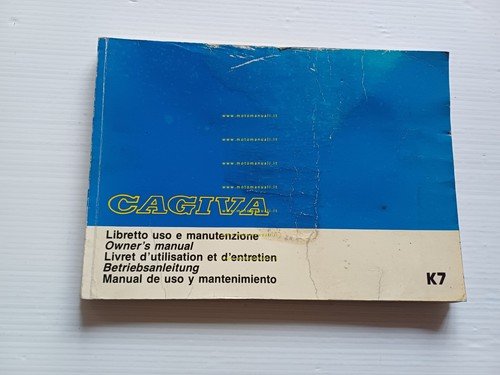 www.motomanuali.it
www.motomanuali.it
www.motomanuali.it
www.motomanuali.it
CAGIVA
www.motomanuali.it
Libretto uso e manutenzione
Owner's manual
Livret d'utilisation et d'entretien
Betriebsanleitung
Manual de uso y mantenimiento
K7